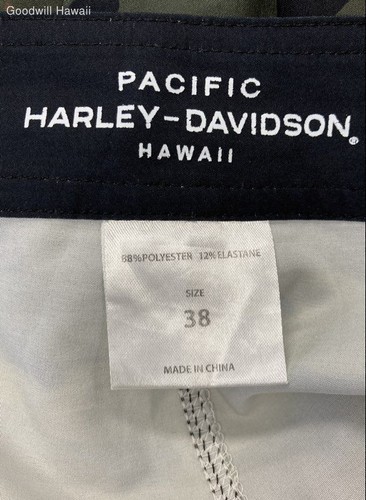 Goodwill Hawaii
PACIFIC
HARLEY-DAVIDSON®
HAWAII
88%POLYESTER 12%ELASTANE
SIZE
38
MADE IN CHINA